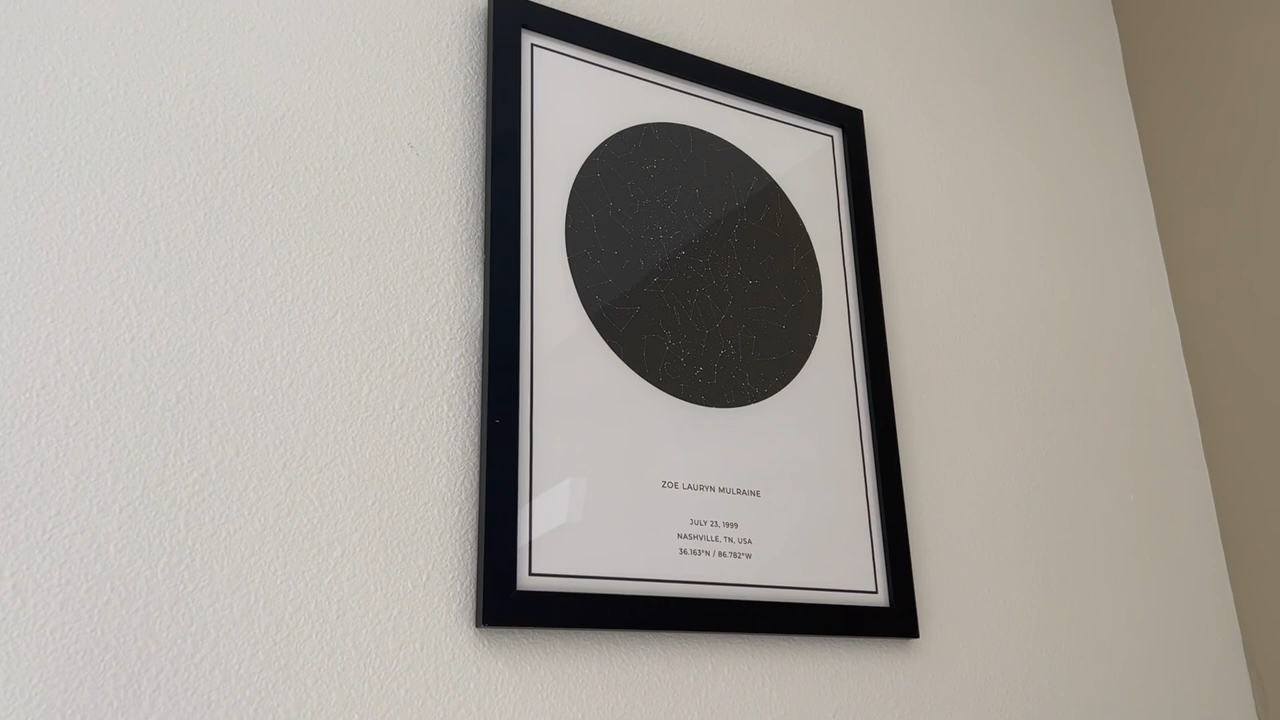 ZOE LAURYN MULRAINE
JULY 23, 1999
NASHVILLE, TN, USA
36.163°N / 86.782°W